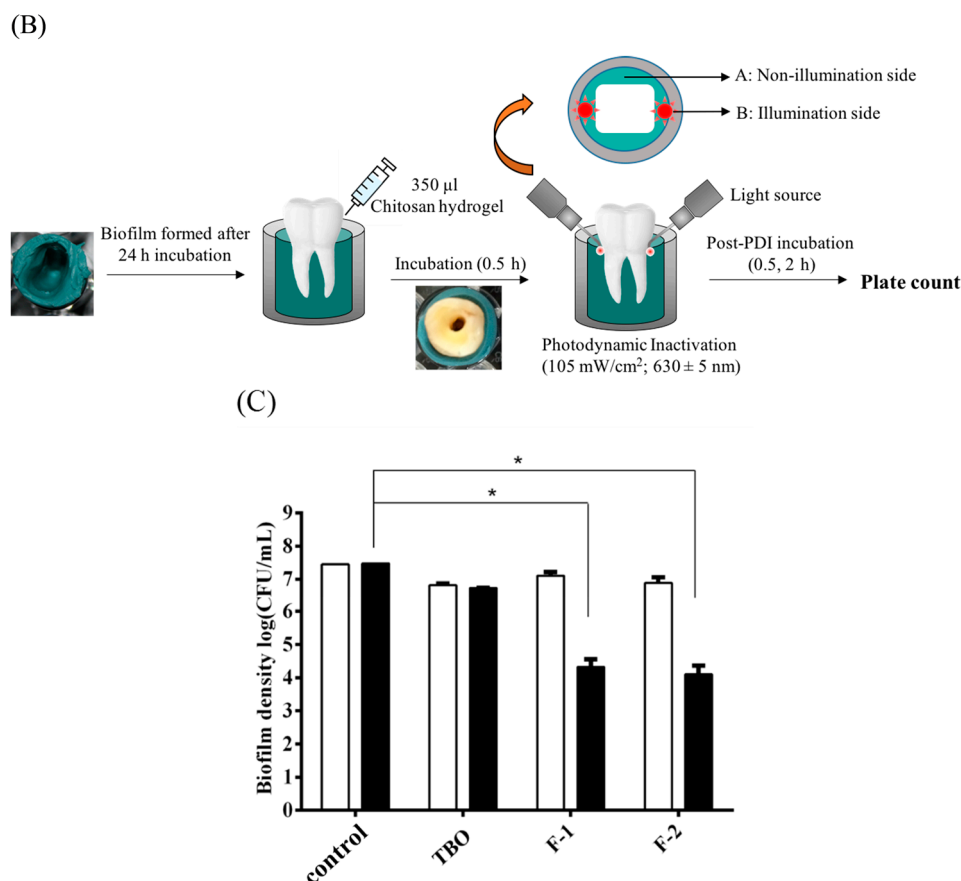 (B)
A: Non-illumination side
B: Illumination side
350 µl
Chitosan hydrogel
Light source
Biofilm formed after
24 h incubation
Incubation (0.5 h)
Post-PDI incubation
(0.5, 2 h)
Plate count
Photodynamic Inactivation
(105 mW/cm²; 630 ± 5 nm)
(C)
*
*
Biofilm density log(CFU/mL)
9
8
7
6
5
4
3
2
1
0
control
TBO
F-1
F-2